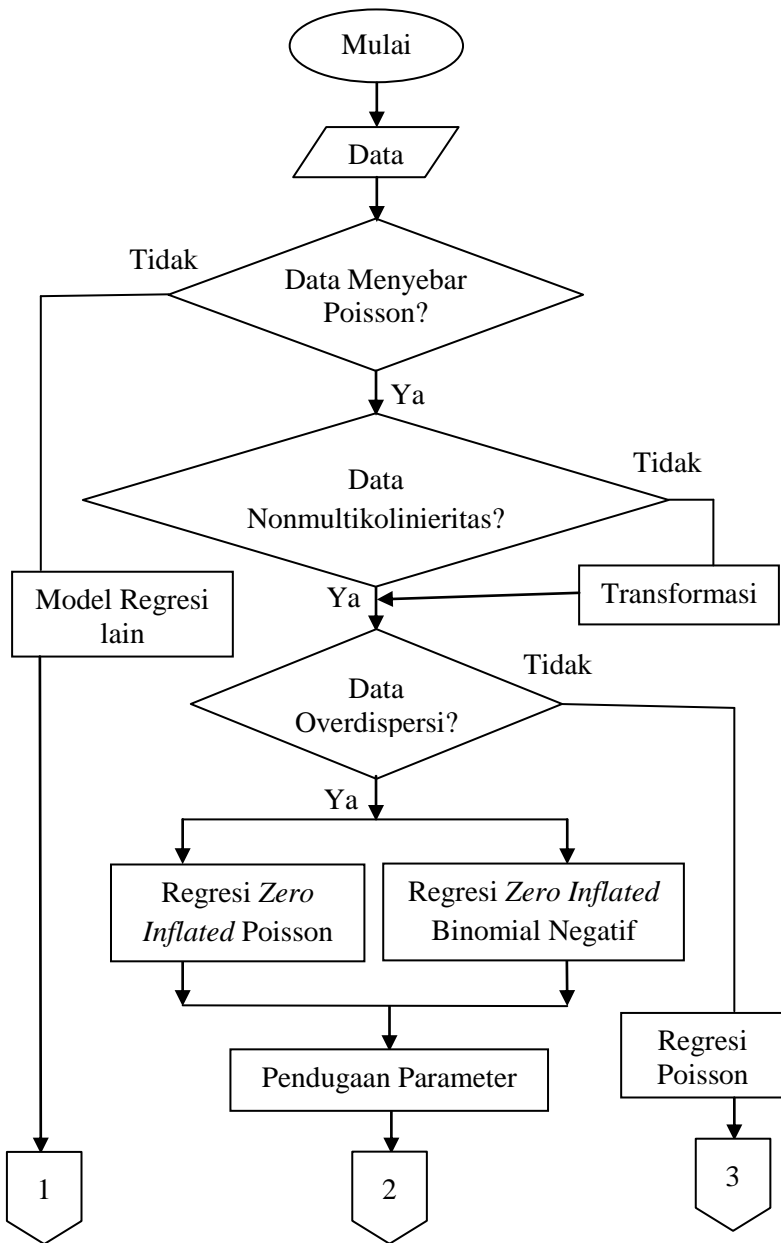 Mulai
Data
Tidak
Data Menyebar
Poisson?
Ya
Tidak
Data
Nonmultikolinieritas?
Model Regresi
lain
Ya
Transformasi
Tidak
Data
Overdispersi?
Ya
Regresi Zero
Inflated Poisson
Regresi Zero Inflated
Binomial Negatif
Regresi
Poisson
Pendugaan Parameter
1
2
3